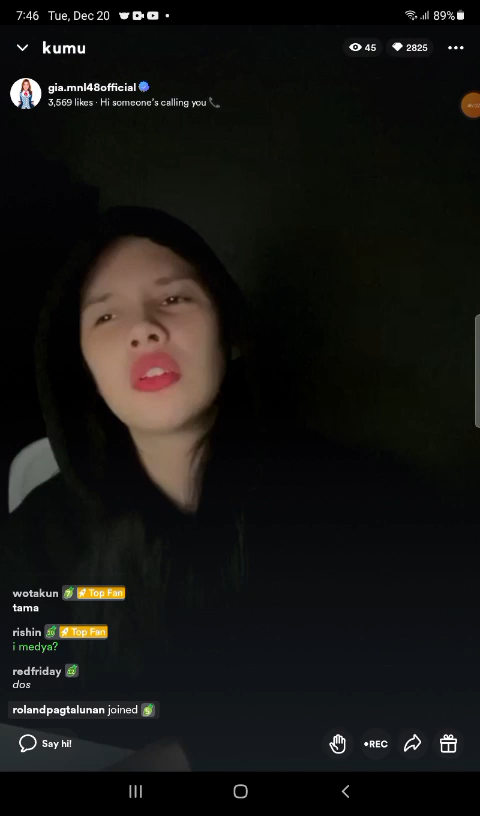 7:46 Tue, Dec 20 89%
kumu 45 2825
gia.mnl48official
3,569 likes · Hi someone's calling you 📞
wotakun Top Fan
tama
rishin Top Fan
i medya?
redfriday
dos
rolandpagtalunan joined
Say hi! •REC